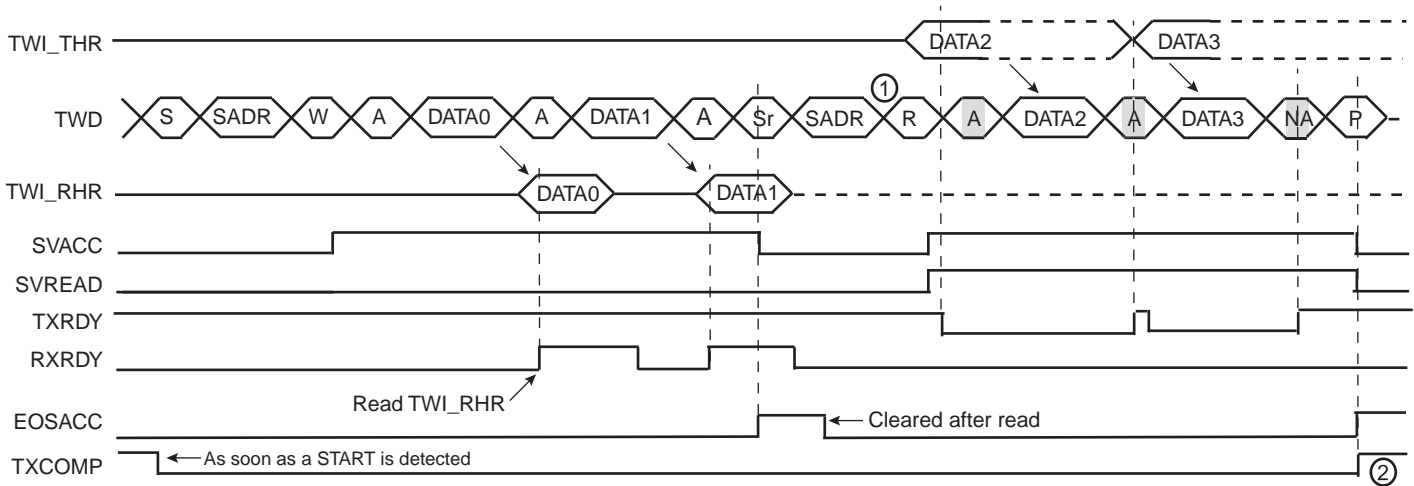 TWI_THR DATA2 DATA3
①
TWD S SADR W A DATA0 A DATA1 A Sr SADR R A DATA2 A DATA3 NA P
TWI_RHR DATA0 DATA1
SVACC
SVREAD
TXRDY
RXRDY
Read TWI_RHR
EOSACC Cleared after read
TXCOMP As soon as a START is detected ②